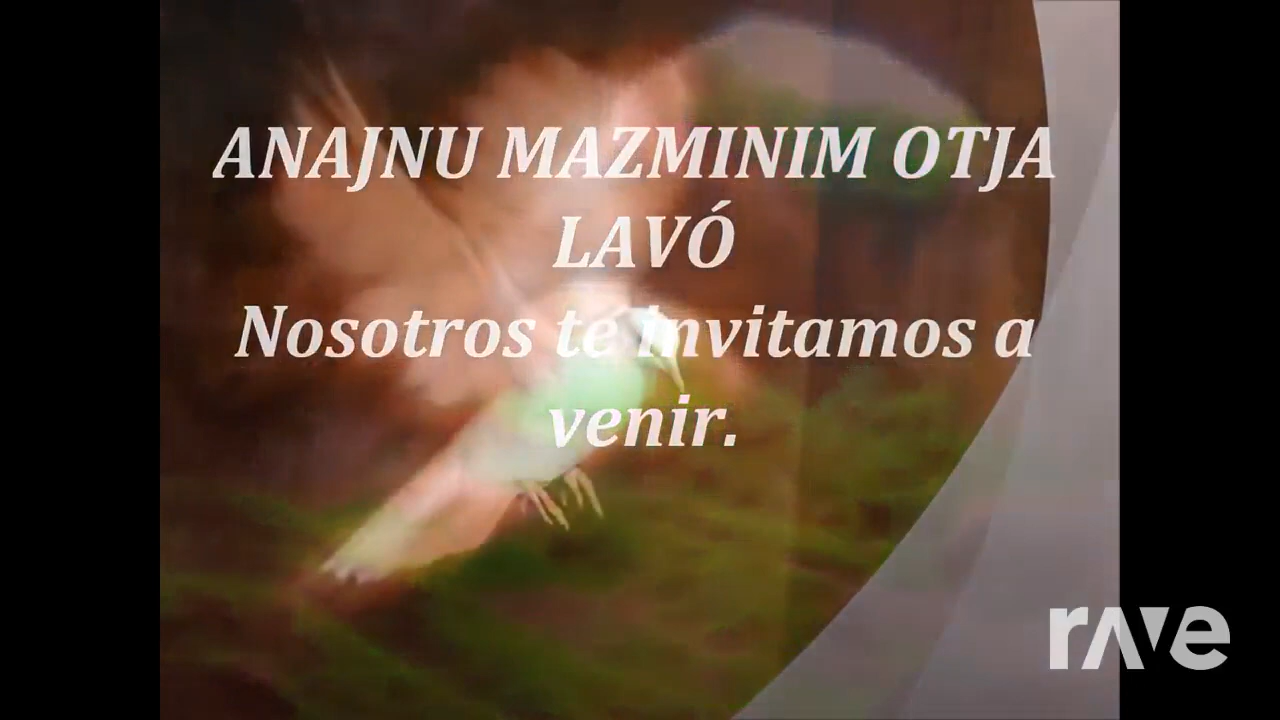 ANAJNU MAZMINIM OTJA
LAVÓ
Nosotros te invitamos a
venir.
rave